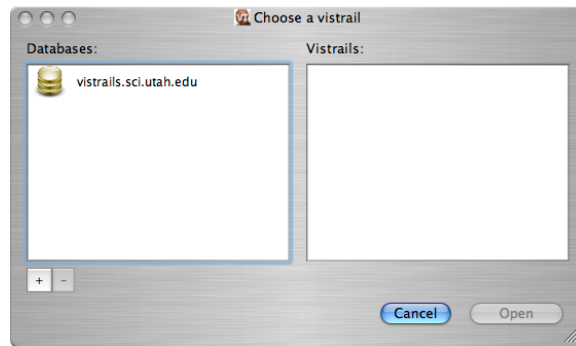 Choose a vistrail
Databases:
Vistrails:
vistrails.sci.utah.edu
+ -
Cancel
Open